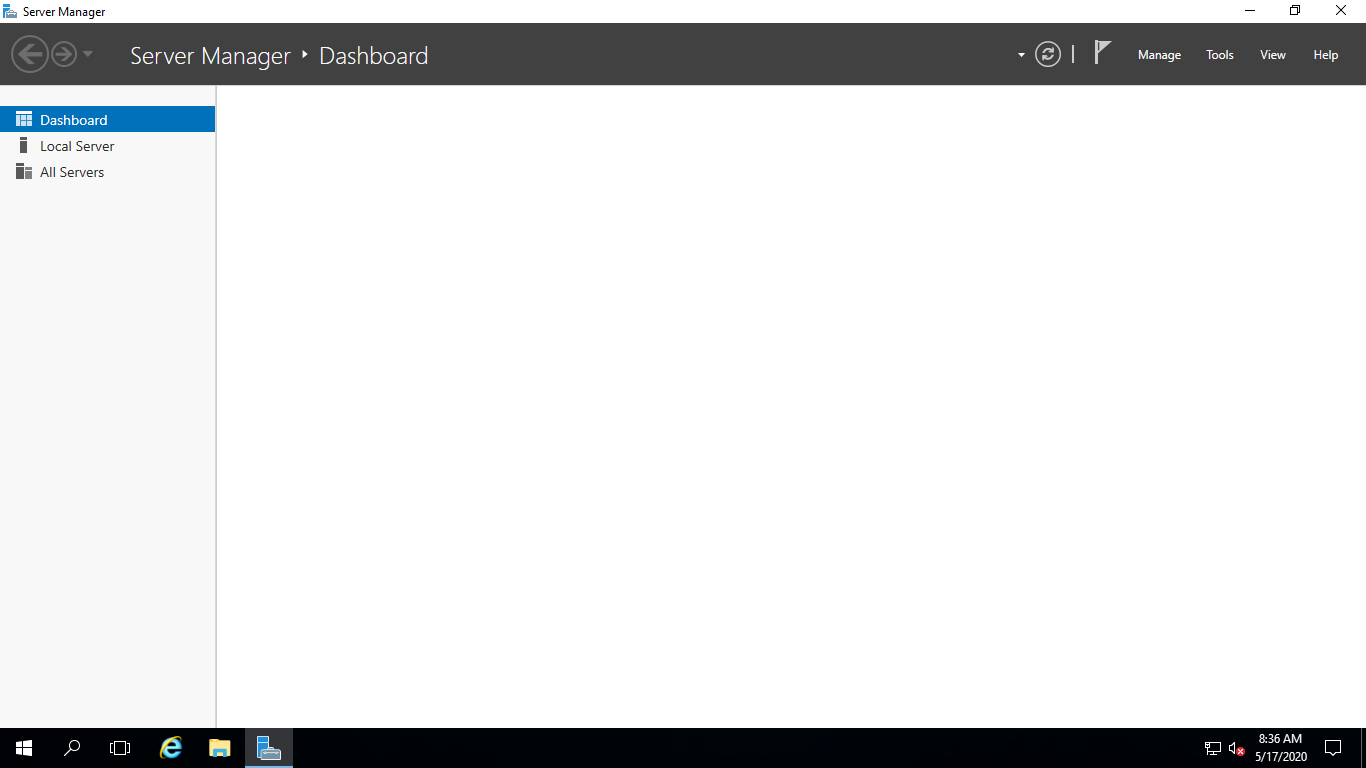 Server Manager
Server Manager ‣ Dashboard
Manage Tools View Help
Dashboard
Local Server
All Servers
8:36 AM
5/17/2020